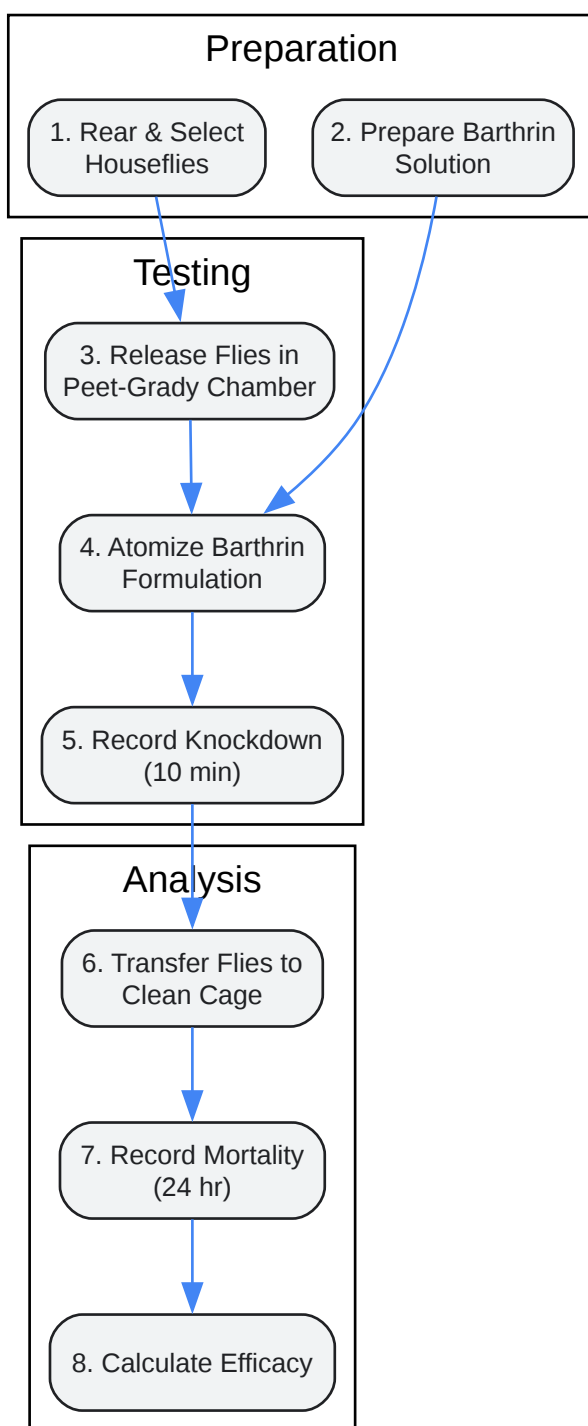 Preparation
1. Rear & Select
Houseflies
2. Prepare Barthrin
Solution
Testing
3. Release Flies in
Peet-Grady Chamber
4. Atomize Barthrin
Formulation
5. Record Knockdown
(10 min)
Analysis
6. Transfer Flies to
Clean Cage
7. Record Mortality
(24 hr)
8. Calculate Efficacy